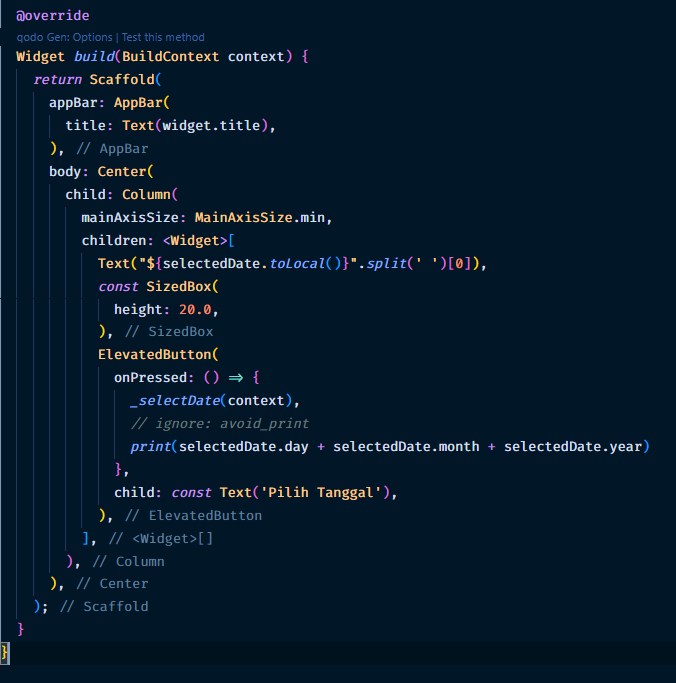 @override
qodo Gen: Options | Test this method
Widget build(BuildContext context) {
return Scaffold(
appBar: AppBar(
title: Text(widget.title),
), // AppBar
body: Center(
child: Column(
mainAxisSize: MainAxisSize.min,
children: <Widget>[
Text("${selectedDate.toLocal()}".split(' ')[0]),
const SizedBox(
height: 20.0,
), // SizedBox
ElevatedButton(
onPressed: () => {
_selectDate(context),
// ignore: avoid_print
print(selectedDate.day + selectedDate.month + selectedDate.year)
},
child: const Text('Pilih Tanggal'),
), // ElevatedButton
], // <Widget>[]
), // Column
), // Center
); // Scaffold
}
}